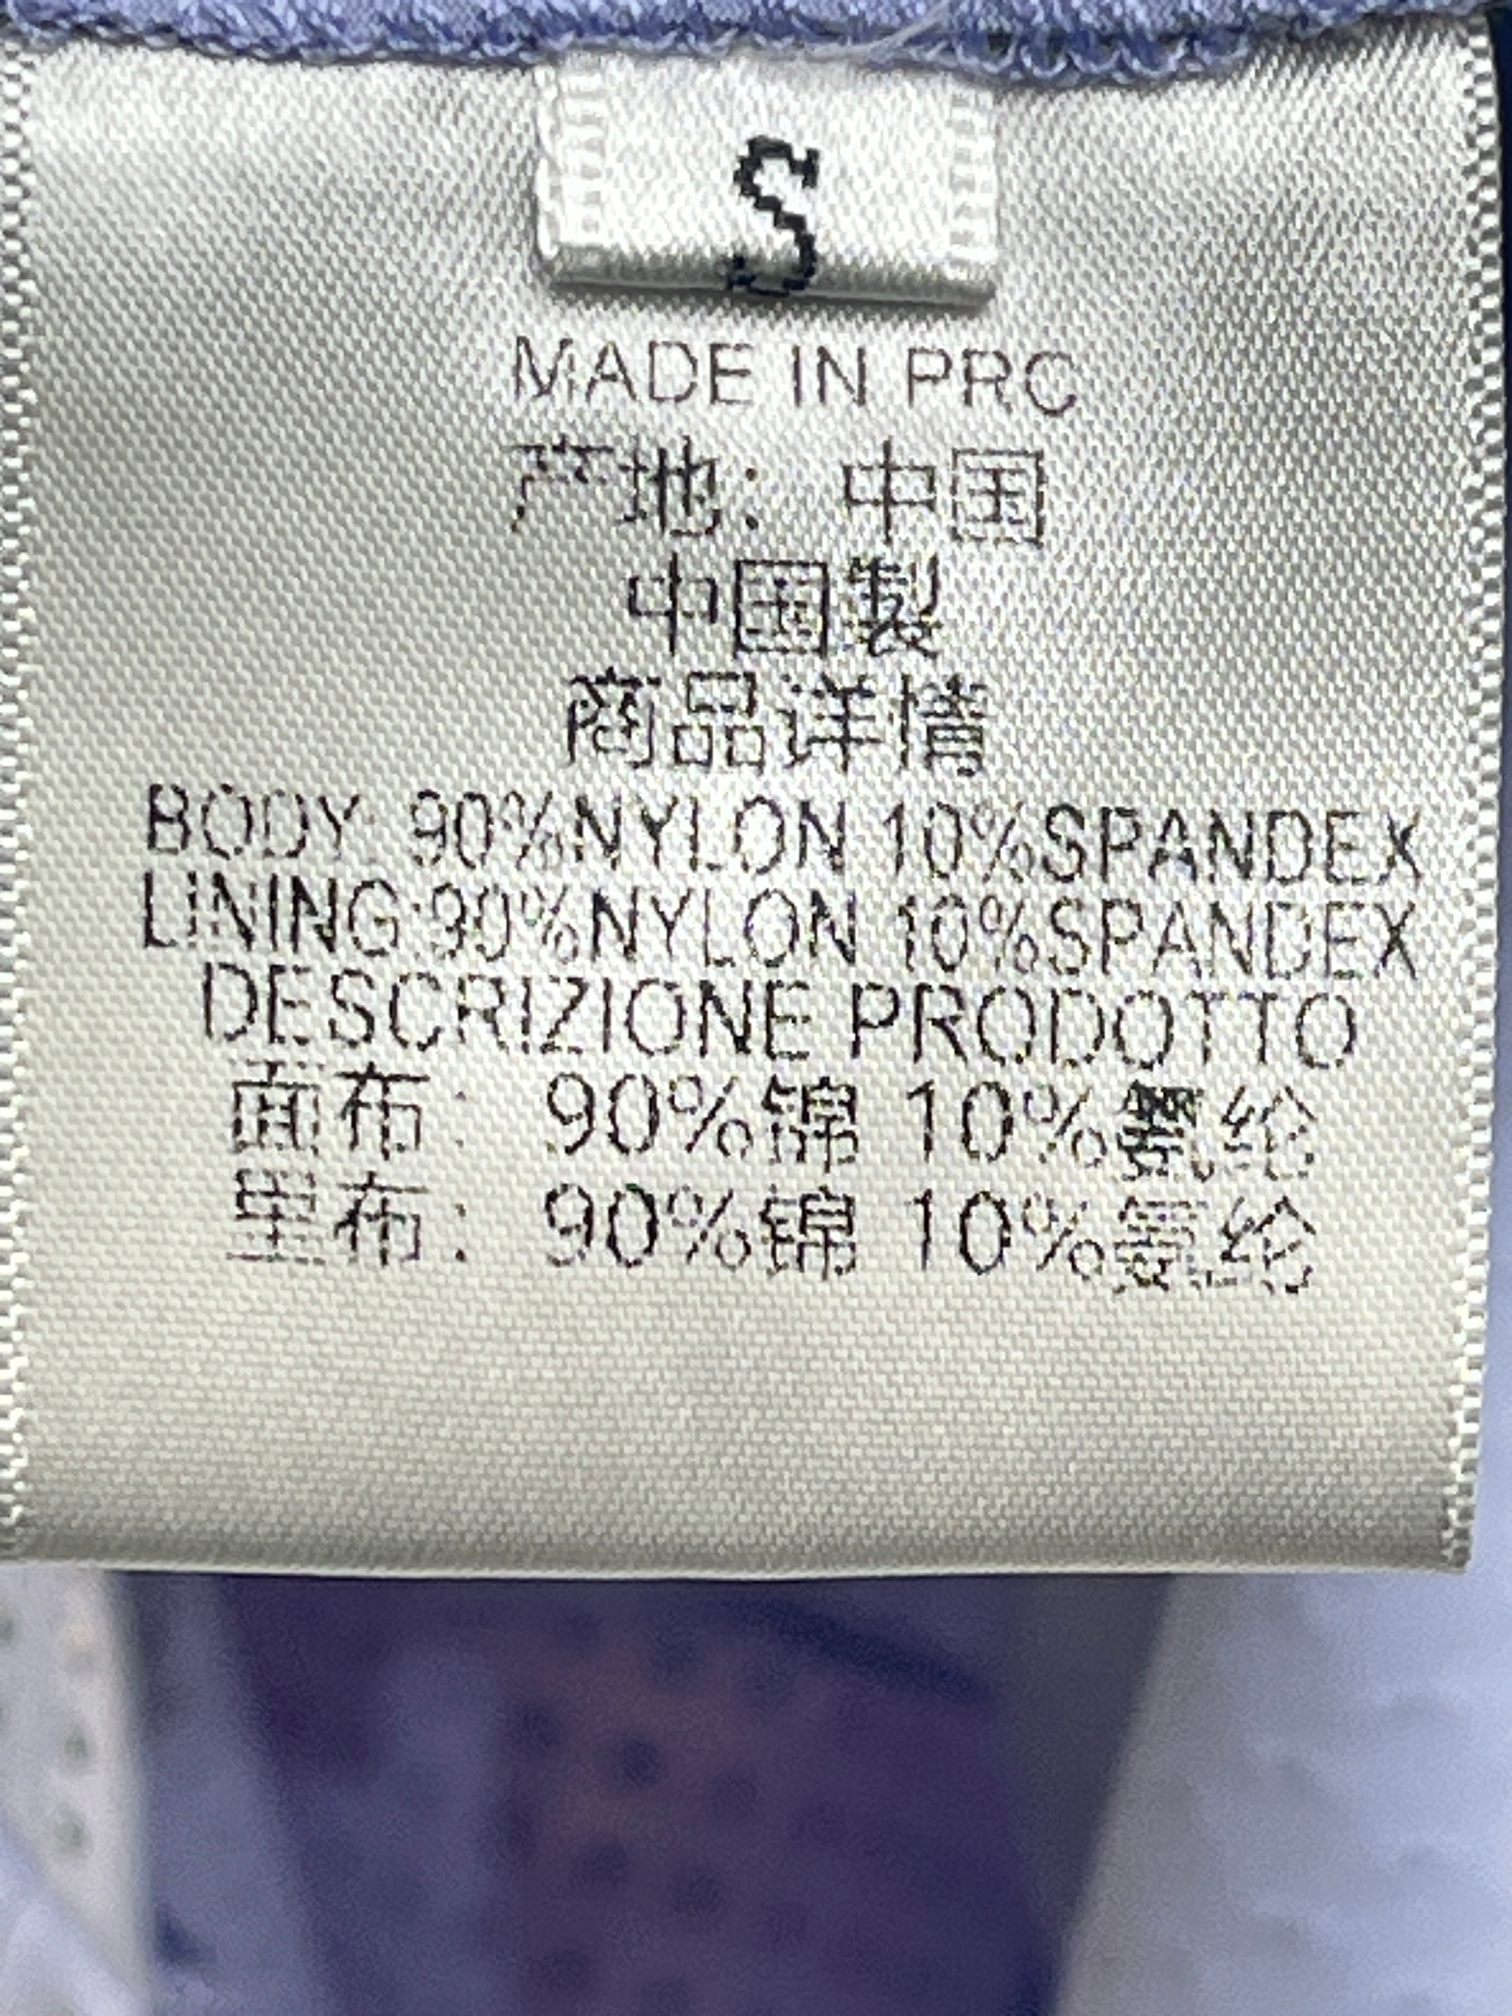 S
MADE IN PRC
产地: 中国
中国製
商品详情
BODY: 90%NYLON 10%SPANDEX
LINING:90%NYLON 10%SPANDEX
DESCRIZIONE PRODOTTO
面布: 90%锦 10%氨纶
里布: 90%锦 10%氨纶